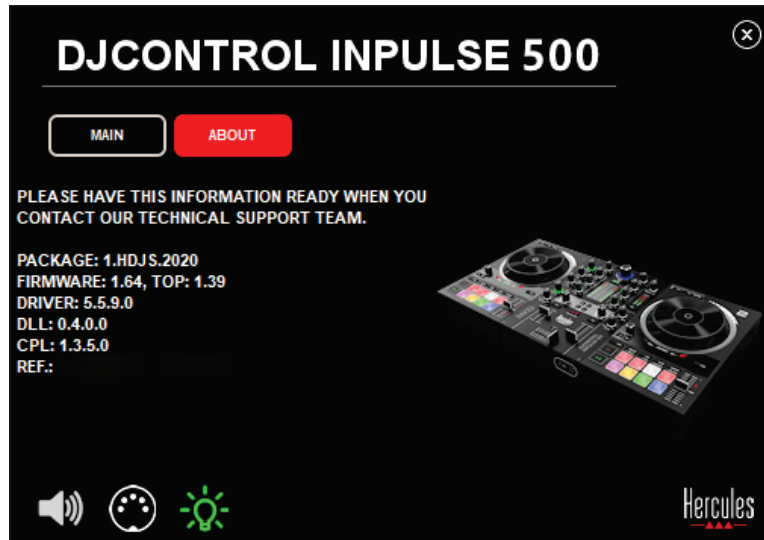 DJCONTROL INPULSE 500
MAIN
ABOUT
PLEASE HAVE THIS INFORMATION READY WHEN YOU
CONTACT OUR TECHNICAL SUPPORT TEAM.
PACKAGE: 1.HDJS.2020
FIRMWARE: 1.64, TOP: 1.39
DRIVER: 5.5.9.0
DLL: 0.4.0.0
CPL: 1.3.5.0
REF.:
Hercules